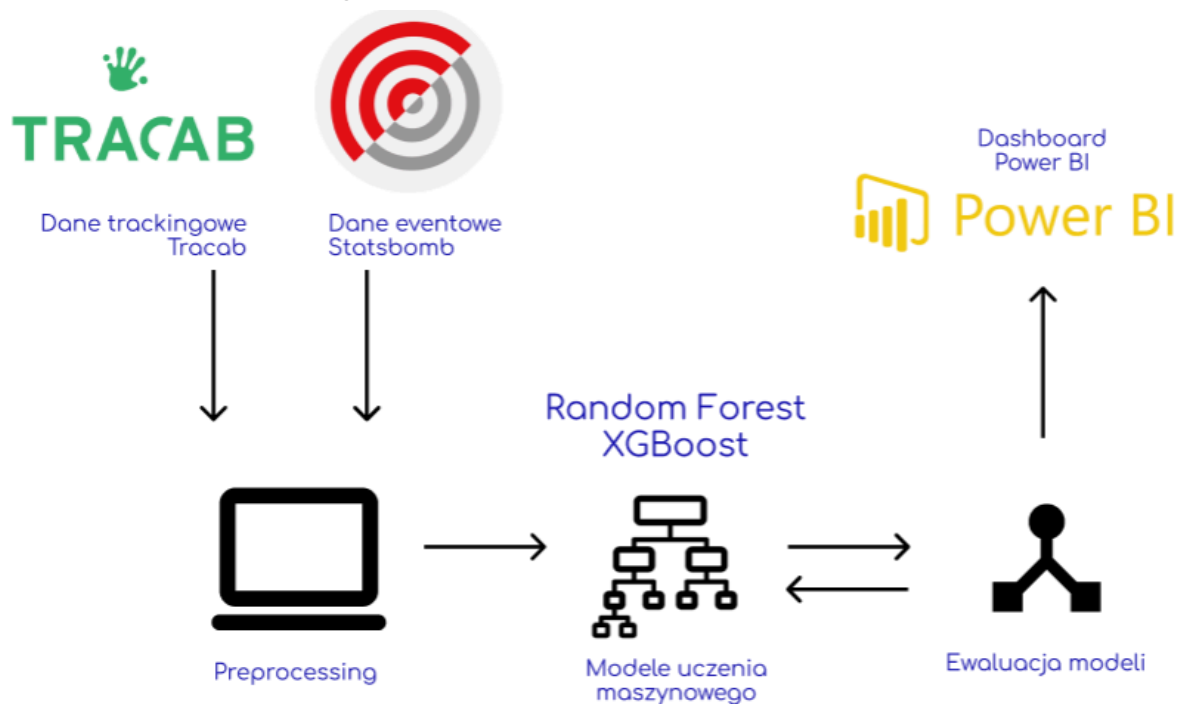 TRACAB
Dane trackingowe
Tracab
Dane eventowe
Statsbomb
Dashboard
Power BI
Power BI
Random Forest
XGBoost
Preprocessing
Modele uczenia
maszynowego
Ewaluacja modeli